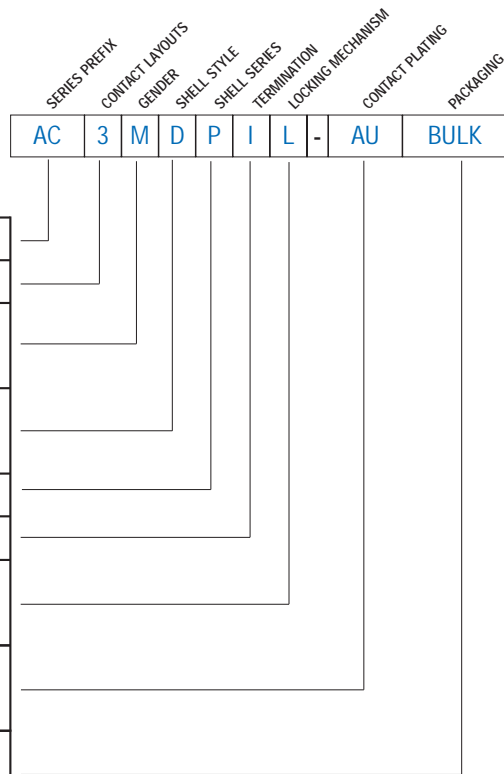 SERIES PREFIX
CONTACT LAYOUTS
GENDER
SHELL STYLE
SHELL SERIES
TERMINATION
LOCKING MECHANISM
CONTACT PLATING
PACKAGING
AC 3 M D P I L - AU BULK